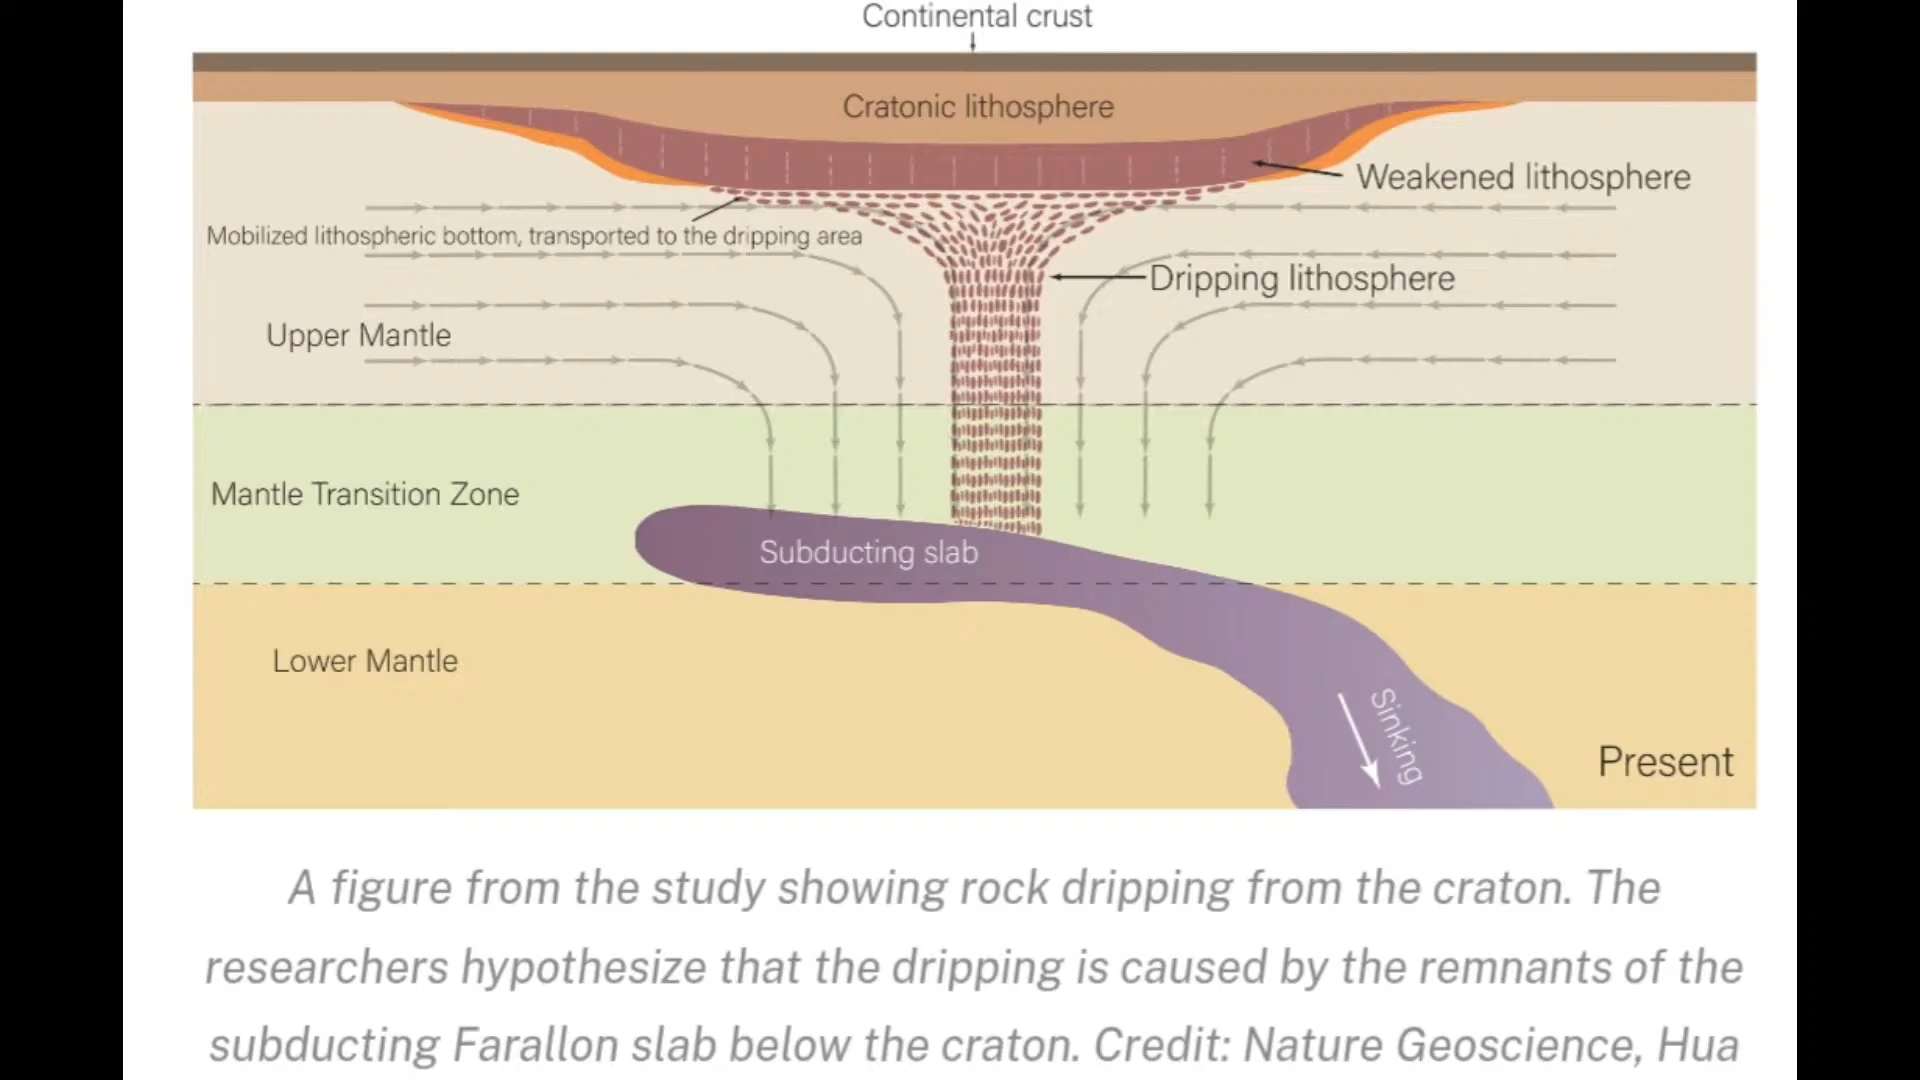 Continental crust
Cratonic lithosphere
Weakened lithosphere
Mobilized lithospheric bottom, transported to the dripping area
Dripping lithosphere
Upper Mantle
Mantle Transition Zone
Subducting slab
Lower Mantle
Sinking
Present
A figure from the study showing rock dripping from the craton. The
researchers hypothesize that the dripping is caused by the remnants of the
subducting Farallon slab below the craton. Credit: Nature Geoscience, Hua